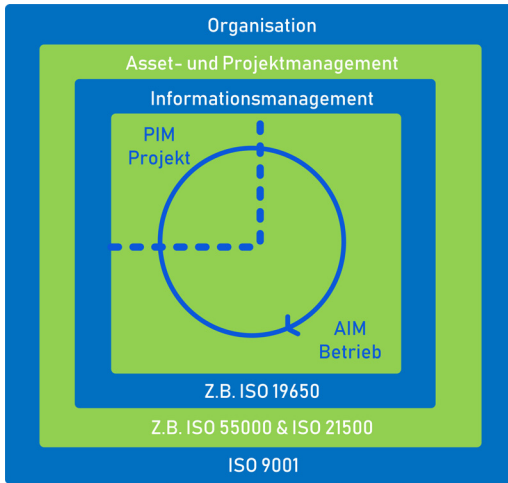 Organisation
Asset- und Projektmanagement
Informationsmanagement
PIM
Projekt
AIM
Betrieb
Z.B. ISO 19650
Z.B. ISO 55000 & ISO 21500
ISO 9001